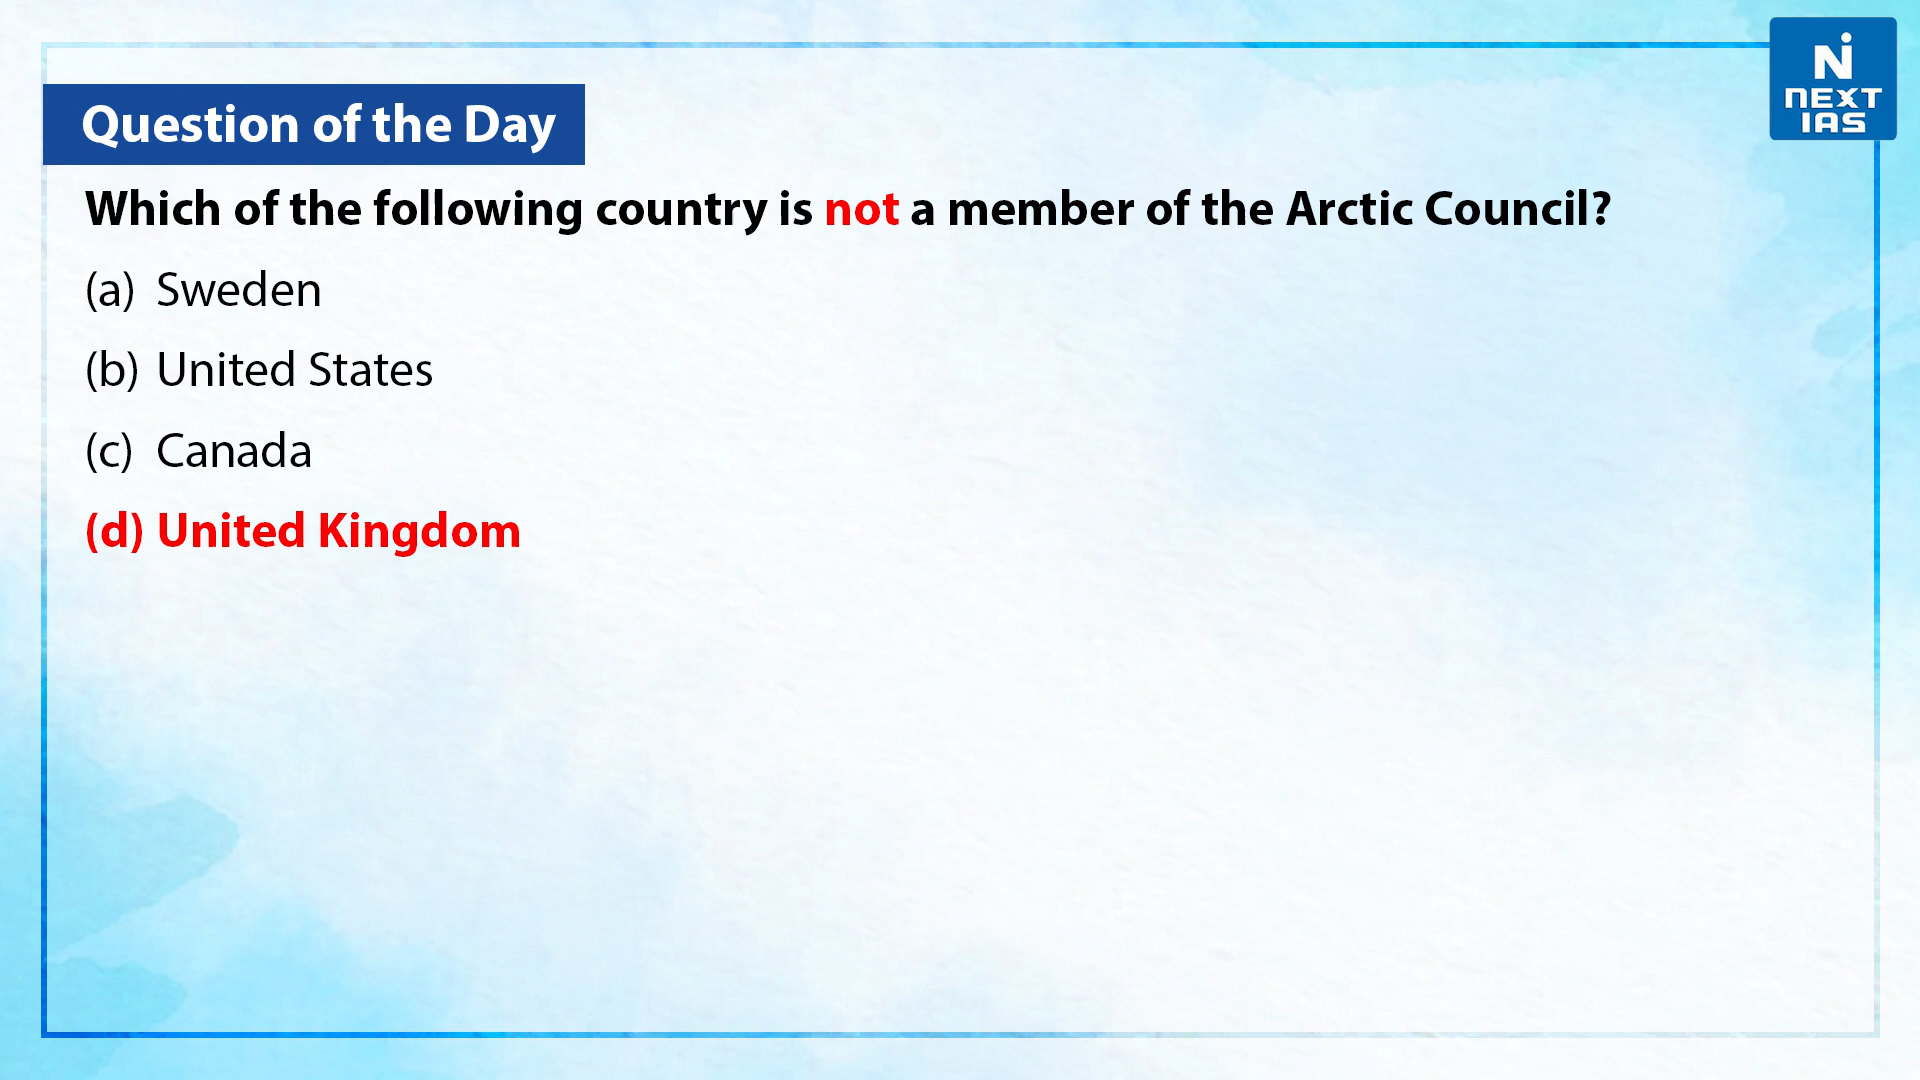 N
NEXT
IAS
Question of the Day
Which of the following country is not a member of the Arctic Council?
(a) Sweden
(b) United States
(c) Canada
(d) United Kingdom